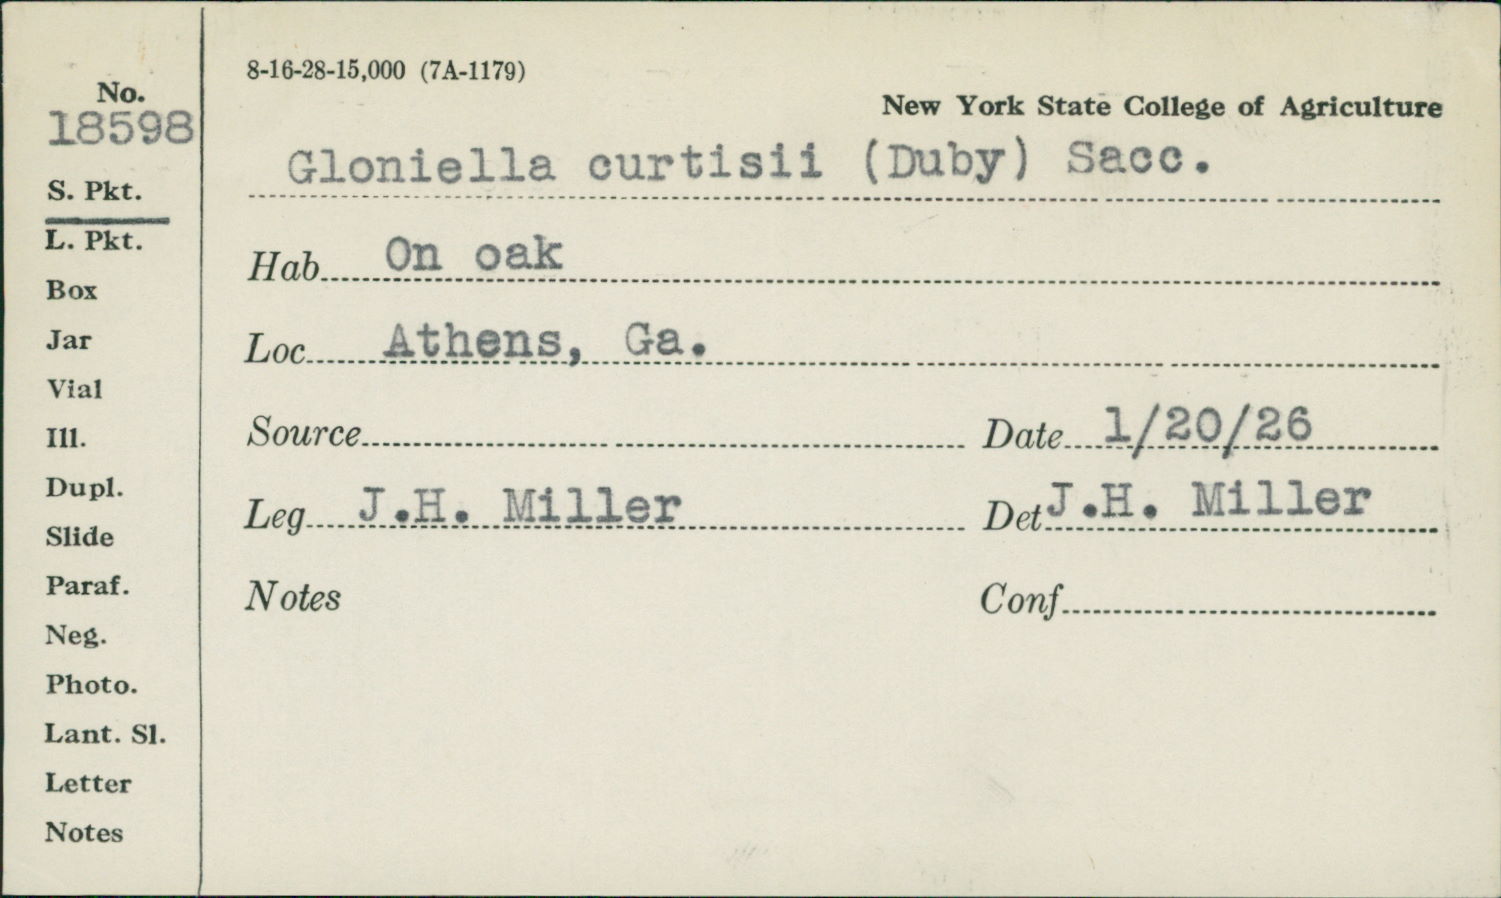 8-16-28-15,000 (7A-1179)
New York State College of Agriculture
No.
18598
S. Pkt.
L. Pkt.
Box
Jar
Vial
Ill.
Dupl.
Slide
Paraf.
Neg.
Photo.
Lant. Sl.
Letter
Notes
Gloniella curtisii (Duby) Sacc.
Hab. On oak
Loc. Athens, Ga.
Source Date 1/20/26
Leg. J.H. Miller Det J.H. Miller
Notes Conf.